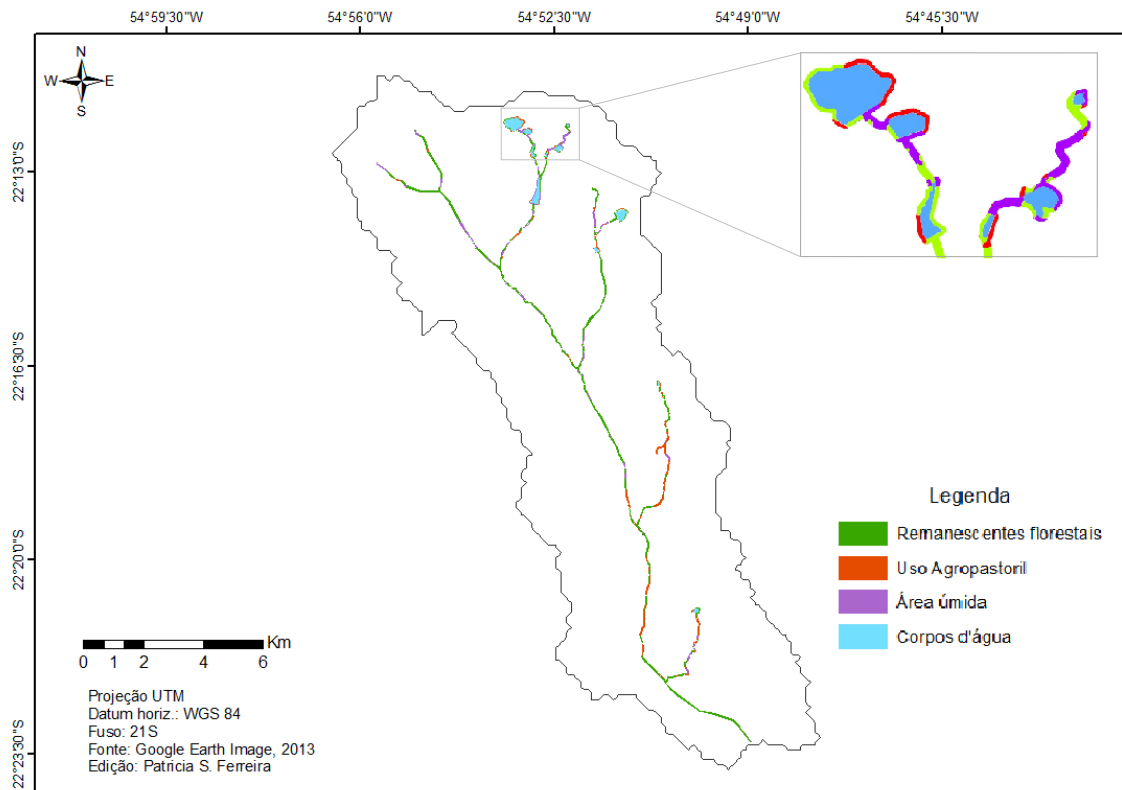 54°59'30"W 54°56'0"W 54°52'30"W 54°49'0"W 54°45'30"W
N
W E
S
22°13'0"S
22°16'30"S
22°20'0"S
22°23'30"S
Legenda
Remanescentes florestais
Uso Agropastoril
Área úmida
Corpos d'água
Km
0 1 2 4 6
Projeção UTM
Datum horiz.: WGS 84
Fuso: 21S
Fonte: Google Earth Image, 2013
Edição: Patricia S. Ferreira